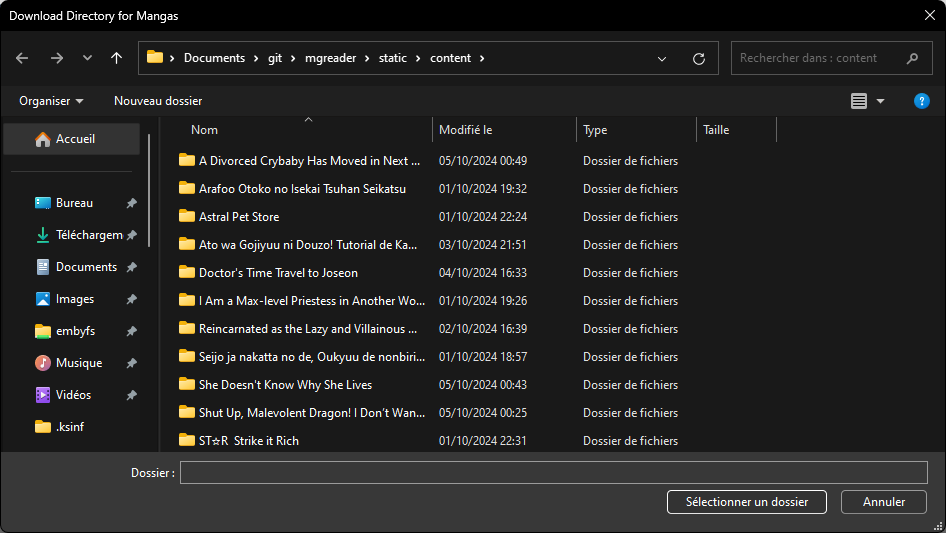 Download Directory for Mangas
Documents git mgreader static content
Rechercher dans : content
Organiser Nouveau dossier
Accueil
Bureau
Téléchargem
Documents
Images
embyfs
Musique
Vidéos
.ksinf
Nom Modifié le Type Taille
A Divorced Crybaby Has Moved in Next ... 05/10/2024 00:49 Dossier de fichiers
Arafoo Otoko no Isekai Tsuhan Seikatsu 01/10/2024 19:32 Dossier de fichiers
Astral Pet Store 01/10/2024 22:24 Dossier de fichiers
Ato wa Gojiyuu ni Douzo! Tutorial de Ka... 03/10/2024 21:51 Dossier de fichiers
Doctor's Time Travel to Joseon 04/10/2024 16:33 Dossier de fichiers
I Am a Max-level Priestess in Another Wo... 01/10/2024 19:26 Dossier de fichiers
Reincarnated as the Lazy and Villainous ... 02/10/2024 16:39 Dossier de fichiers
Seijo ja nakatta no de, Oukyuu de nonbiri... 01/10/2024 18:57 Dossier de fichiers
She Doesn't Know Why She Lives 05/10/2024 00:43 Dossier de fichiers
Shut Up, Malevolent Dragon! I Don't Wan... 05/10/2024 00:25 Dossier de fichiers
ST☆R Strike it Rich 01/10/2024 22:31 Dossier de fichiers
Dossier :
Sélectionner un dossier Annuler